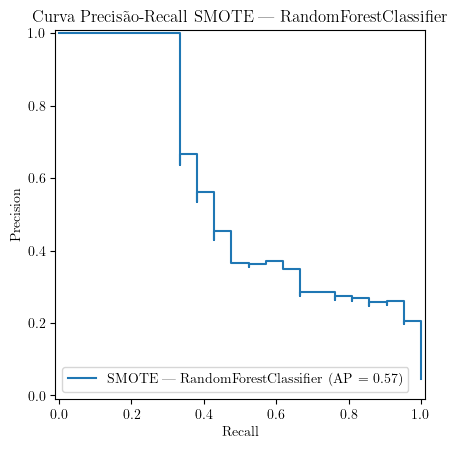 Curva Precisão-Recall SMOTE — RandomForestClassifier
1.0
0.8
0.6
0.4
0.2
0.0
Precision
SMOTE — RandomForestClassifier (AP = 0.57)
0.0 0.2 0.4 0.6 0.8 1.0
Recall